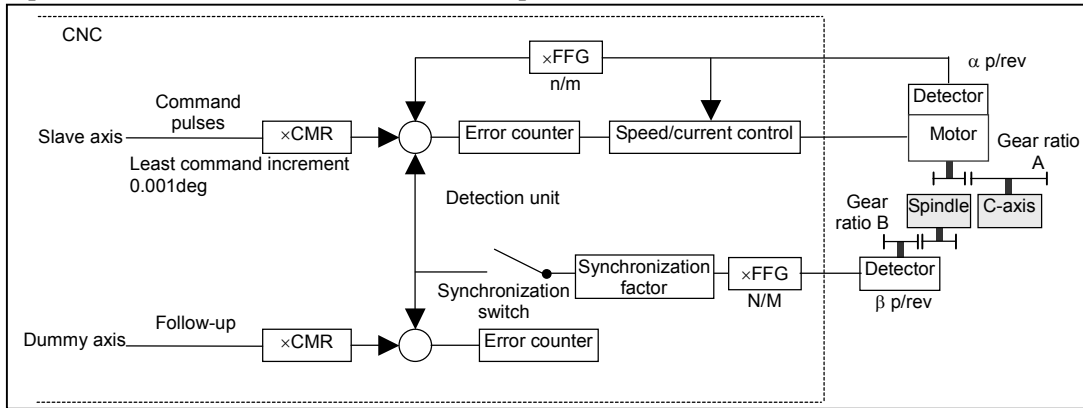 CNC
×FFG
n/m
α p/rev
Command
pulses
Detector
Slave axis
×CMR
Error counter
Speed/current control
Motor
Least command increment
0.001deg
Gear ratio
A
Detection unit
Gear
ratio B
Spindle
C-axis
Synchronization
factor
×FFG
N/M
Detector
β p/rev
Synchronization
switch
Dummy axis
Follow-up
×CMR
Error counter